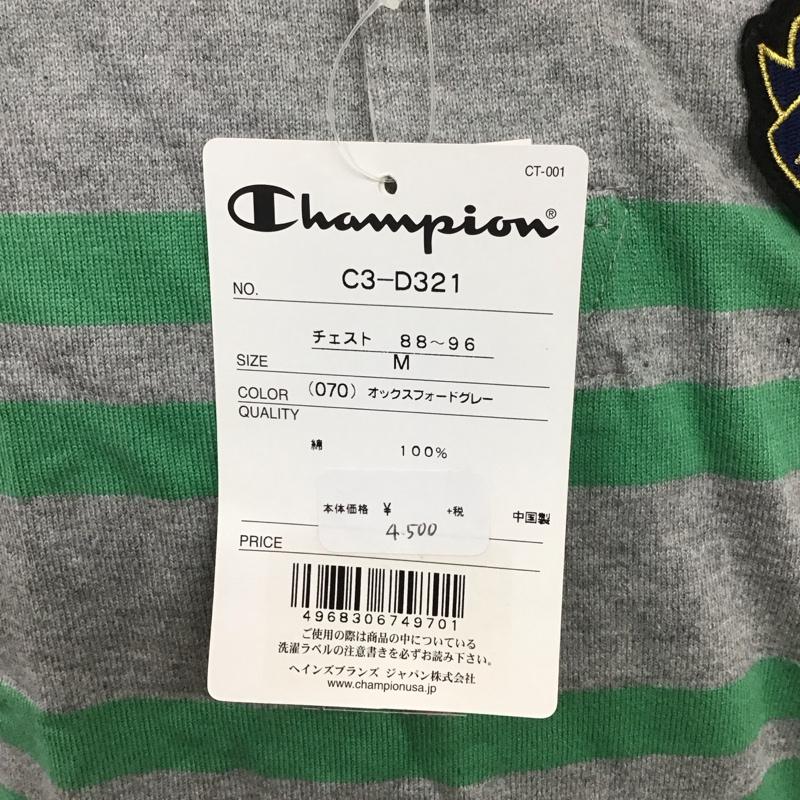 CT-001
Champion®
NO. C3-D321
チェスト 88〜96
SIZE M
COLOR (070) オックスフォードグレー
QUALITY
綿 100%
本体価格 ¥ +税 中国製
4.500
PRICE
4968306749701
ご使用の際は商品の中についている
洗濯ラベルの注意書きを必ずお読み下さい。
ヘインズブランズ ジャパン株式会社
www.championusa.jp